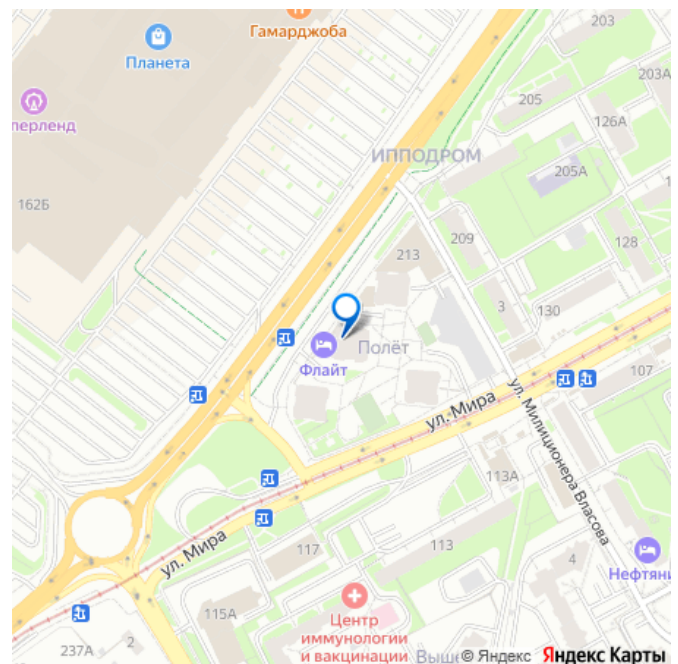 203
Гамарджоба
Планета
203А
205
перленд
126А
ИППОДРОМ
205А
162Б
209
128
213
3
130
Полёт
Флайт
107
ул. Мира
ул. Милиционера Власова
113А
ул. Мира
117
113
4
Нефтяни
115А
Центр
иммунологии
и вакцинации
2
237А
Выше
© Яндекс Яндекс Карты